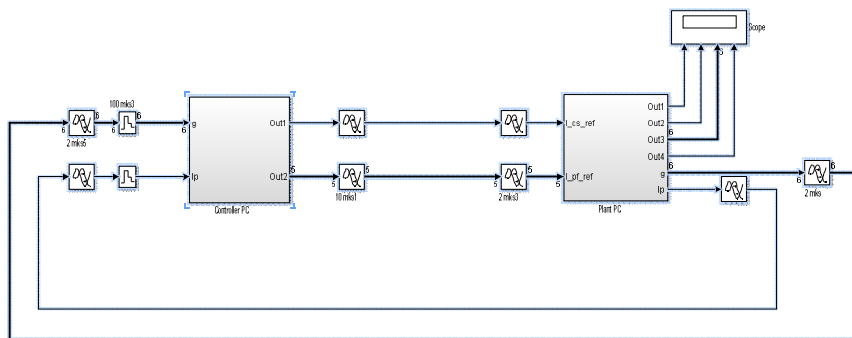 Scope
100 mks3
Out1
6
6
6
6
6
g
Out1
I_cs_ref
Out2
Out3
6
2 mks6
Out4
Ip
Out2
5
5
5
5
5
5
I_pf_ref
g
6
6
6
Ip
Controller PC
10 mks1
2 mks3
Plant PC
2 mks